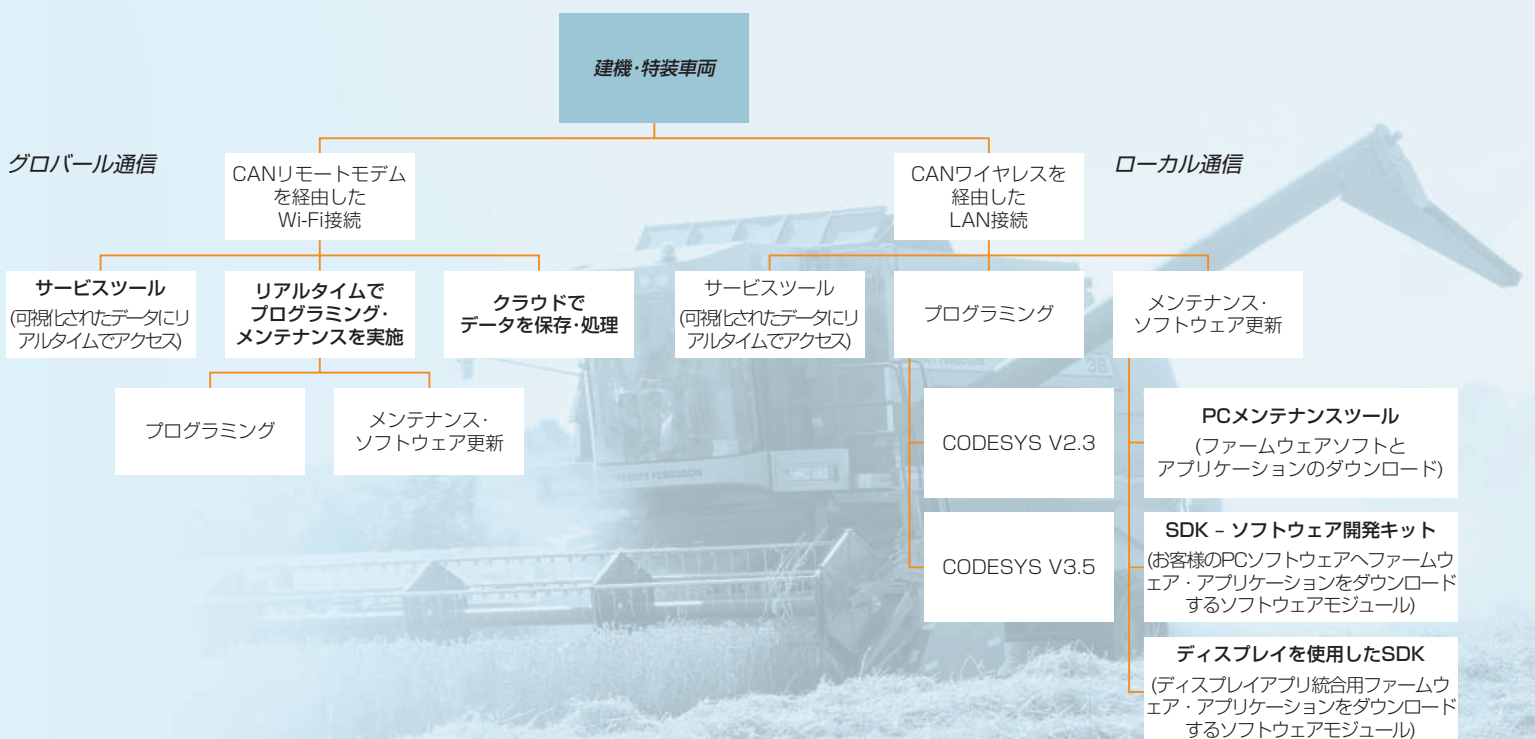 建機・特装車両
グロバール通信
CANリモートモデム
を経由した
Wi-Fi接続
CANワイヤレスを
経由した
LAN接続
ローカル通信
サービスツール
(可視化されたデータにリ
アルタイムでアクセス)
リアルタイムで
プログラミング・
メンテナンスを実施
クラウドで
データを保存・処理
サービスツール
(可視化されたデータにリ
アルタイムでアクセス)
プログラミング
メンテナンス・
ソフトウェア更新
プログラミング
メンテナンス・
ソフトウェア更新
CODESYS V2.3
CODESYS V3.5
PCメンテナンスツール
(ファームウェアソフトと
アプリケーションのダウンロード)
SDK – ソフトウェア開発キット
(お客様のPCソフトウェアへファームウ
ェア・アプリケーションをダウンロード
するソフトウェアモジュール)
ディスプレイを使用したSDK
(ディスプレイアプリ統合用ファームウ
ェア・アプリケーションをダウンロード
するソフトウェアモジュール)
38
FERGUSON